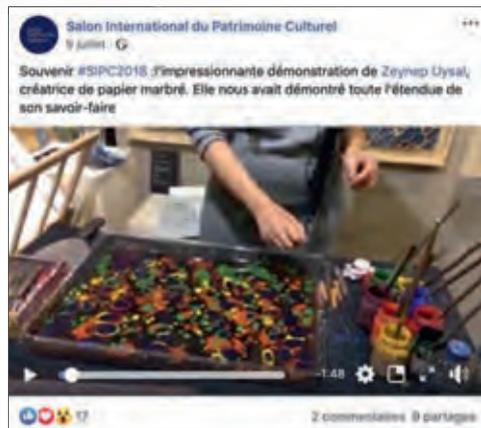 Salon International du Patrimoine Culturel
9 juillet
Souvenir #SIPC2018 :l'impressionnante démonstration de Zeynep Uysal,
créatrice de papier marbré. Elle nous avait démontré toute l'étendue de
son savoir-faire
-1:48
17
2 commentaires 9 partages